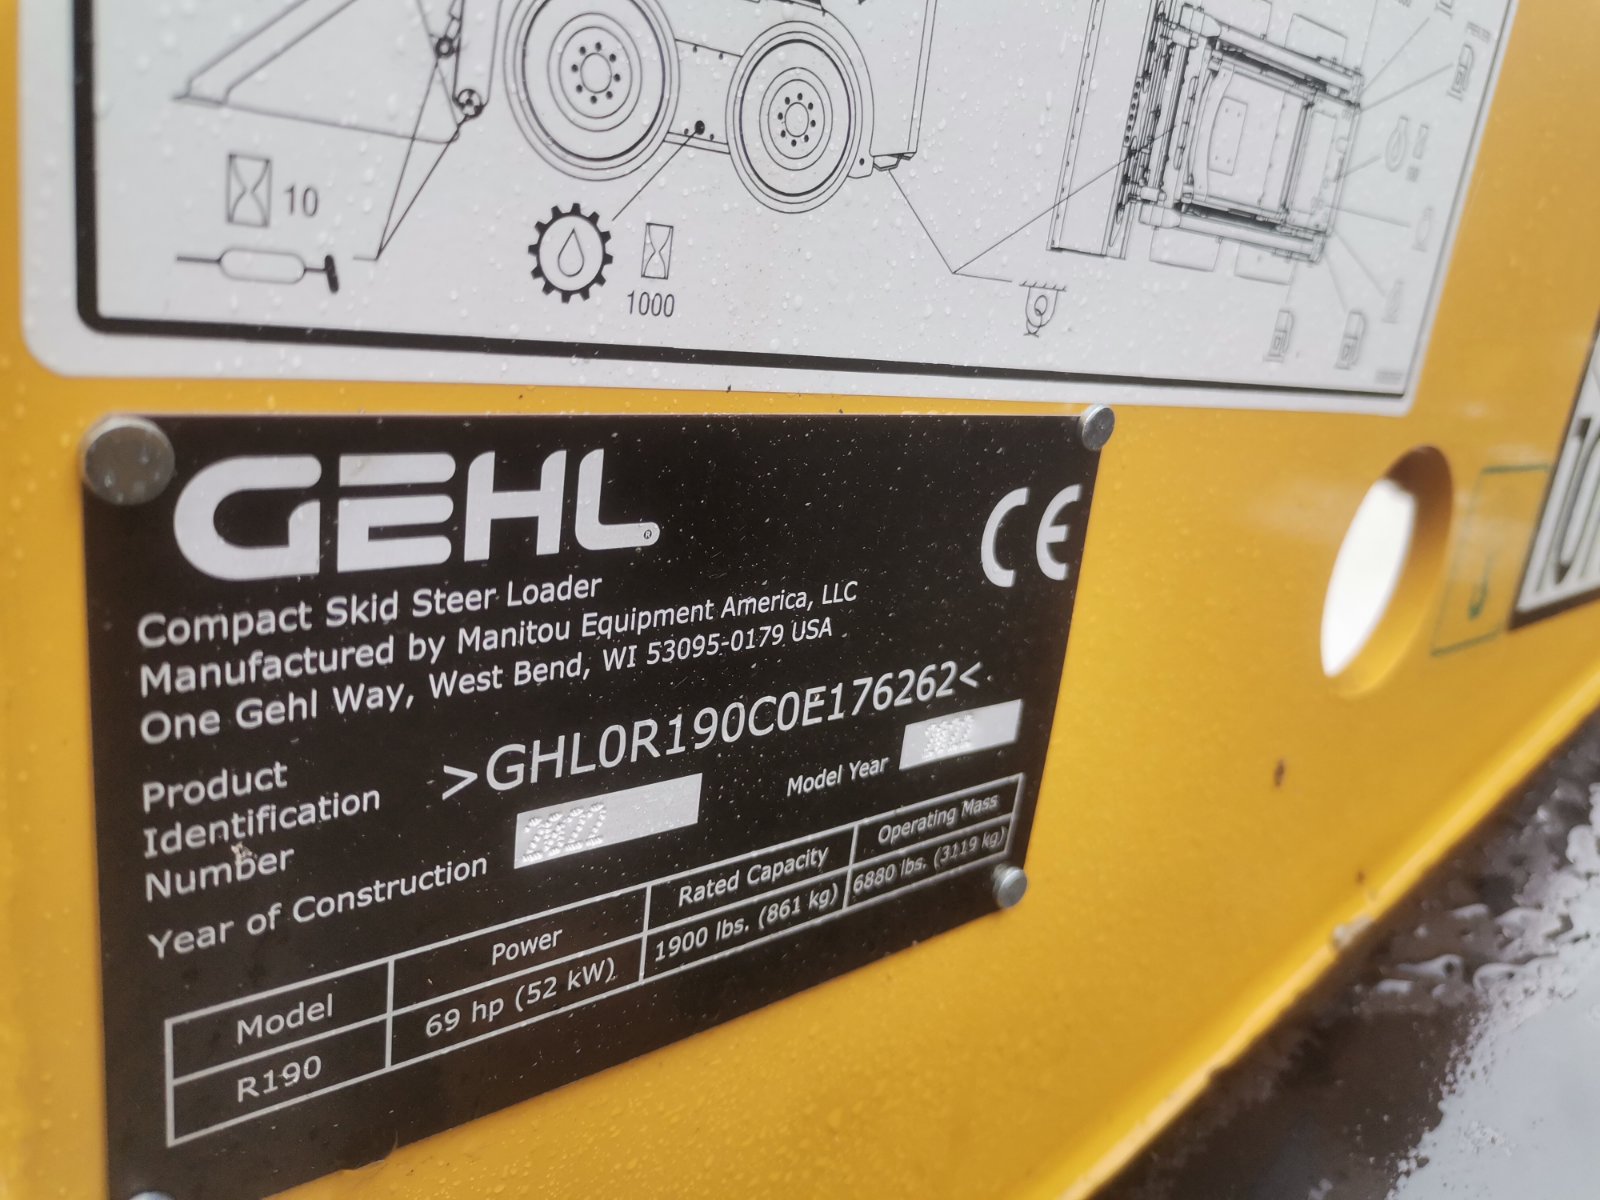 10
1000
GEHL®
CE
Compact Skid Steer Loader
Manufactured by Manitou Equipment America, LLC
One Gehl Way, West Bend, WI 53095-0179 USA
Product
Identification
Number
>GHL0R190C0E176262<
Year of Construction 2022
Model Year 2022
Model Power Rated Capacity Operating Mass
R190 69 hp (52 kW) 1900 lbs. (861 kg) 6880 lbs. (3119 kg)